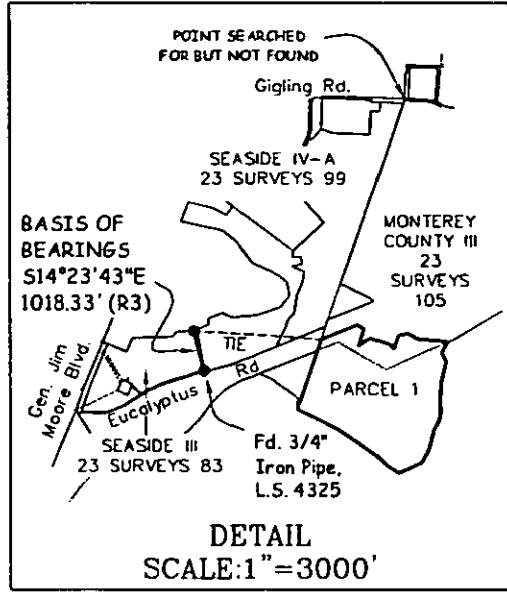 POINT SEARCHED
FOR BUT NOT FOUND
Gigling Rd.
SEASIDE IV-A
23 SURVEYS 99
BASIS OF
BEARINGS
S14°23'43"E
1018.33' (R3)
MONTEREY
COUNTY III
23
SURVEYS
105
TIE
Gen. Jim
Moore Blvd.
Eucalyptus Rd
PARCEL 1
SEASIDE III
23 SURVEYS 83
Fd. 3/4"
Iron Pipe,
L.S. 4325
DETAIL
SCALE:1"=3000'